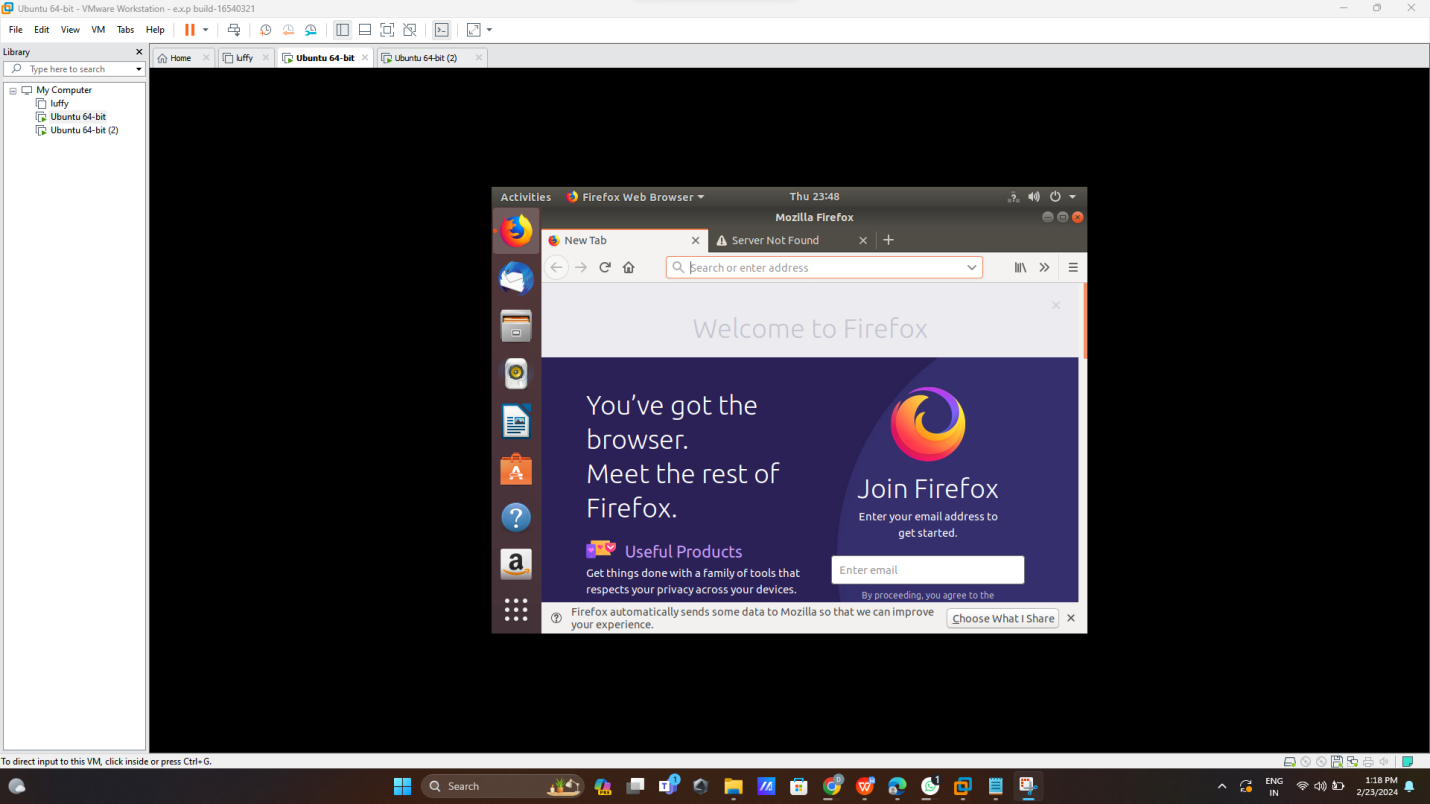 Ubuntu 64-bit - VMware Workstation - e.x.p build-16540321
File Edit View VM Tabs Help
Library
Type here to search
My Computer
luffy
Ubuntu 64-bit
Ubuntu 64-bit (2)
Home
luffy
Ubuntu 64-bit
Ubuntu 64-bit (2)
Activities
Firefox Web Browser
Thu 23:48
Mozilla Firefox
New Tab
Server Not Found
Search or enter address
Welcome to Firefox
You’ve got the
browser.
Meet the rest of
Firefox.
Useful Products
Get things done with a family of tools that
respects your privacy across your devices.
Join Firefox
Enter your email address to
get started.
Enter email
By proceeding, you agree to the
Firefox automatically sends some data to Mozilla so that we can improve
your experience.
Choose What I Share
To direct input to this VM, click inside or press Ctrl+G.
Search
1
1
ENG
IN
1:18 PM
2/23/2024